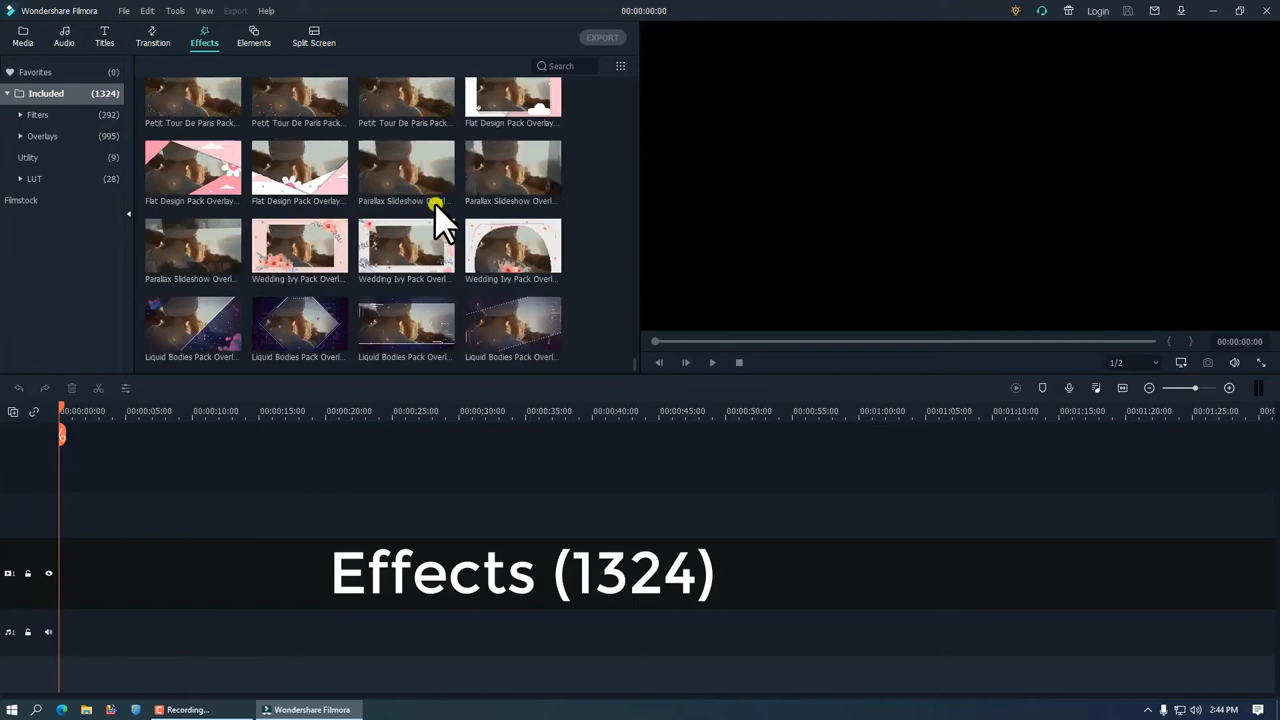 Wondershare Filmora File Edit Tools View Export Help 00:00:00:00 Login
Media Audio Titles Transition Effects Elements Split Screen EXPORT
Favorites (0) Search
Included (1324)
Filters (292)
Petit Tour De Paris Pack... Petit Tour De Paris Pack... Petit Tour De Paris Pack... Flat Design Pack Overlay...
Overlays (995)
Utility (9)
LUT (28)
Filmstock
Flat Design Pack Overlay... Flat Design Pack Overlay... Parallax Slideshow Parallax Slideshow Overl...
Parallax Slideshow Overl... Wedding Ivy Pack Overl... Wedding Ivy Pack Overl... Wedding Ivy Pack Overl...
00:00:00:00
Liquid Bodies Pack Overl... Liquid Bodies Pack Overl... Liquid Bodies Pack Overl... Liquid Bodies Pack Overl...
1/2
00:00:00:00 00:00:05:00 00:00:10:00 00:00:15:00 00:00:20:00 00:00:25:00 00:00:30:00 00:00:35:00 00:00:40:00 00:00:45:00 00:00:50:00 00:00:55:00 00:01:00:00 00:01:05:00 00:01:10:00 00:01:15:00 00:01:20:00 00:01:25:00
Effects (1324)
1
1
Recording... Wondershare Filmora 2:44 PM